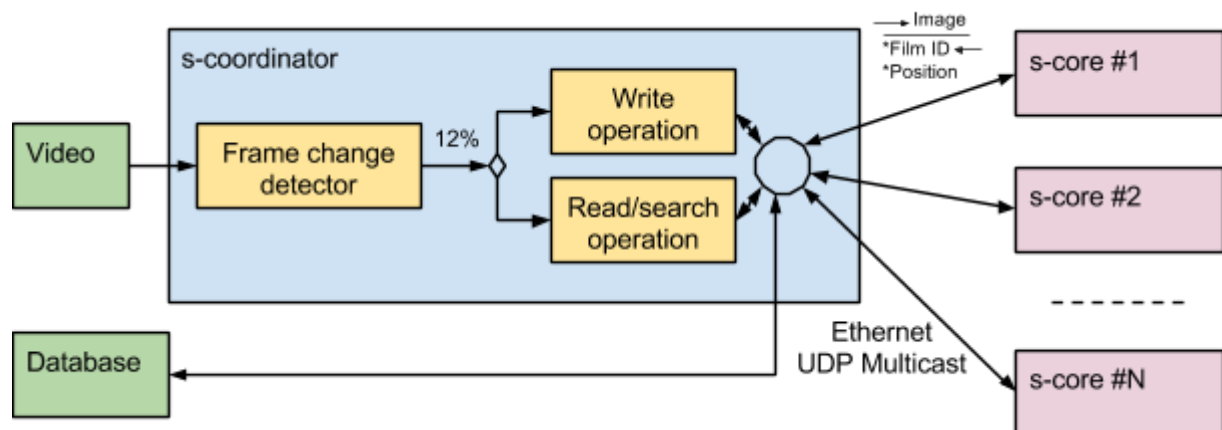 s-coordinator
Video
Frame change
detector
12%
Write
operation
Read/search
operation
Image
*Film ID
*Position
s-core #1
s-core #2
s-core #N
Ethernet
UDP Multicast
Database